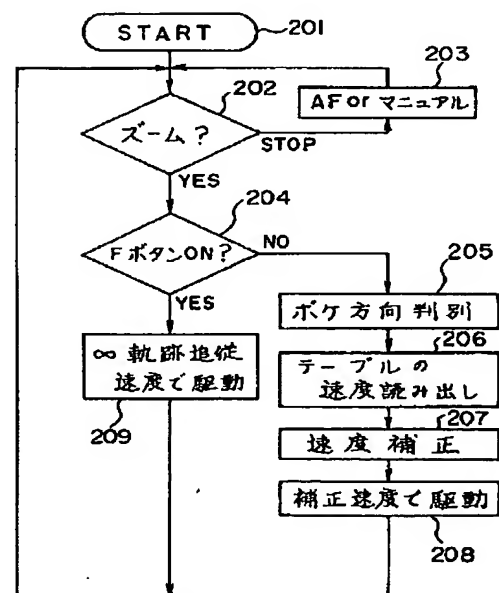 START
201
202
203
AF or マニュアル
ズーム?
STOP
YES
204
FボタンON?
NO
YES
205
ボケ方向判別
206
∞軌跡追従
速度で駆動
209
テーブルの
速度読み出し
207
速度補正
補正速度で駆動
208